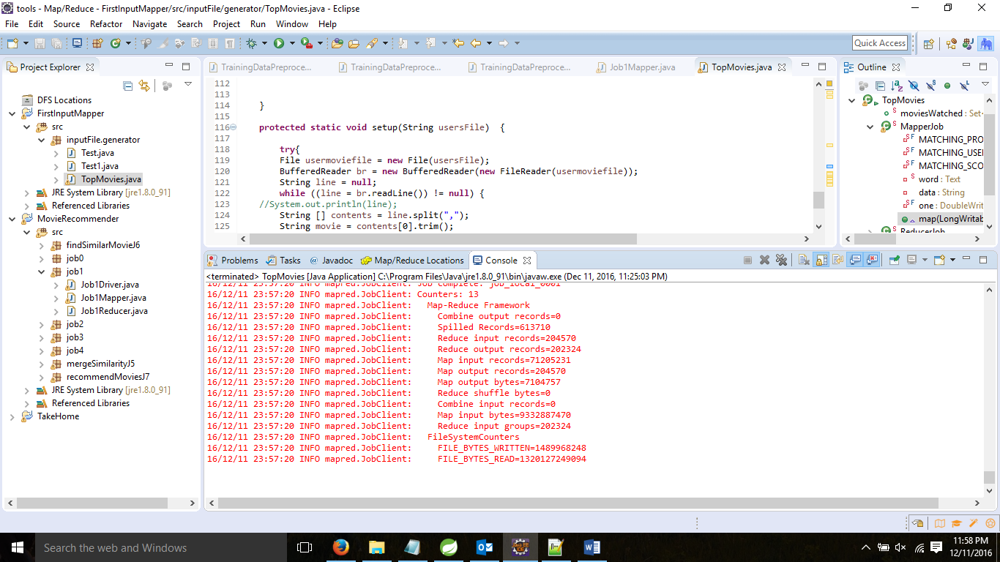 tools - Map/Reduce - FirstInputMapper/src/inputFile/generator/TopMovies.java - Eclipse
File Edit Source Refactor Navigate Search Project Run Window Help
Quick Access
Project Explorer
DFS Locations
FirstInputMapper
src
inputFile.generator
Test.java
Test1.java
TopMovies.java
JRE System Library [jre1.8.0_91]
Referenced Libraries
MovieRecommender
src
findSimilarMovieJ6
job0
job1
Job1Driver.java
Job1Mapper.java
Job1Reducer.java
job2
job3
job4
mergeSimilarityJ5
recommendMoviesJ7
JRE System Library [jre1.8.0_91]
Referenced Libraries
TakeHome
TrainingDataPreproce... TrainingDataPreproce... TrainingDataPreproce... Job1Mapper.java TopMovies.java
112
113
114 }
115
116 protected static void setup(String usersFile) {
117
118 try{
119 File usermoviefile = new File(usersFile);
120 BufferedReader br = new BufferedReader(new FileReader(usermoviefile));
121 String line = null;
122 while ((line = br.readLine()) != null) {
123 //System.out.println(line);
124 String [] contents = line.split(",");
125 String movie = contents[0].trim();
Outline
TopMovies
moviesWatched : Set<
MapperJob
MATCHING_PRO
MATCHING_USE
MATCHING_SCO
word : Text
data : String
one : DoubleWrit
map(LongWritab
ReducerJob
Problems Tasks Javadoc Map/Reduce Locations Console
<terminated> TopMovies [Java Application] C:\Program Files\Java\jre1.8.0_91\bin\javaw.exe (Dec 11, 2016, 11:25:03 PM)
16/12/11 23:57:20 INFO mapred.JobClient: Job complete: job_local_0001
16/12/11 23:57:20 INFO mapred.JobClient: Counters: 13
16/12/11 23:57:20 INFO mapred.JobClient: Map-Reduce Framework
16/12/11 23:57:20 INFO mapred.JobClient: Combine output records=0
16/12/11 23:57:20 INFO mapred.JobClient: Spilled Records=613710
16/12/11 23:57:20 INFO mapred.JobClient: Reduce input records=204570
16/12/11 23:57:20 INFO mapred.JobClient: Reduce output records=202324
16/12/11 23:57:20 INFO mapred.JobClient: Map input records=71205231
16/12/11 23:57:20 INFO mapred.JobClient: Map output records=204570
16/12/11 23:57:20 INFO mapred.JobClient: Map output bytes=7104757
16/12/11 23:57:20 INFO mapred.JobClient: Reduce shuffle bytes=0
16/12/11 23:57:20 INFO mapred.JobClient: Combine input records=0
16/12/11 23:57:20 INFO mapred.JobClient: Map input bytes=9332887470
16/12/11 23:57:20 INFO mapred.JobClient: Reduce input groups=202324
16/12/11 23:57:20 INFO mapred.JobClient: FileSystemCounters
16/12/11 23:57:20 INFO mapred.JobClient: FILE_BYTES_WRITTEN=1489968248
16/12/11 23:57:20 INFO mapred.JobClient: FILE_BYTES_READ=1320127249094
Search the web and Windows
11:58 PM
12/11/2016